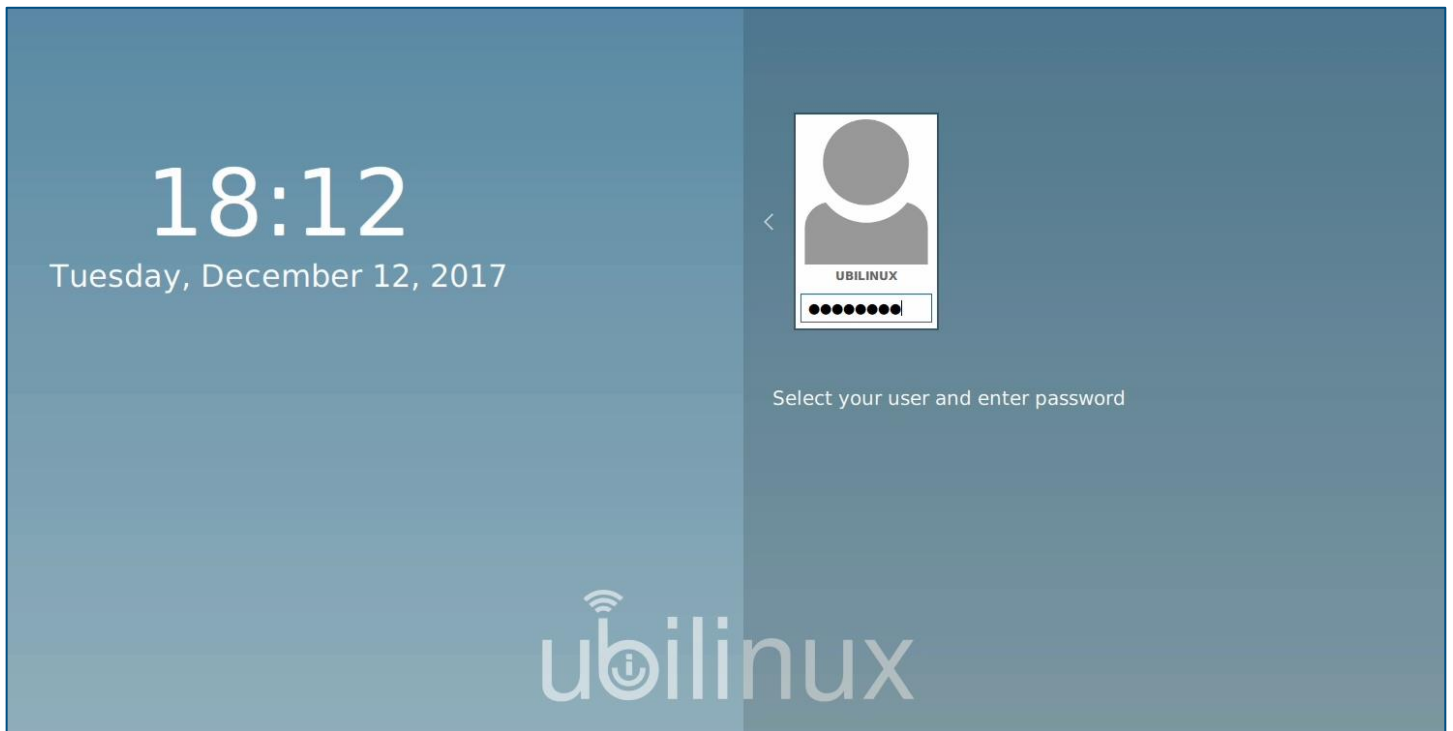 18:12
Tuesday, December 12, 2017
UBILINUX
●●●●●●●●
Select your user and enter password
ubilinux